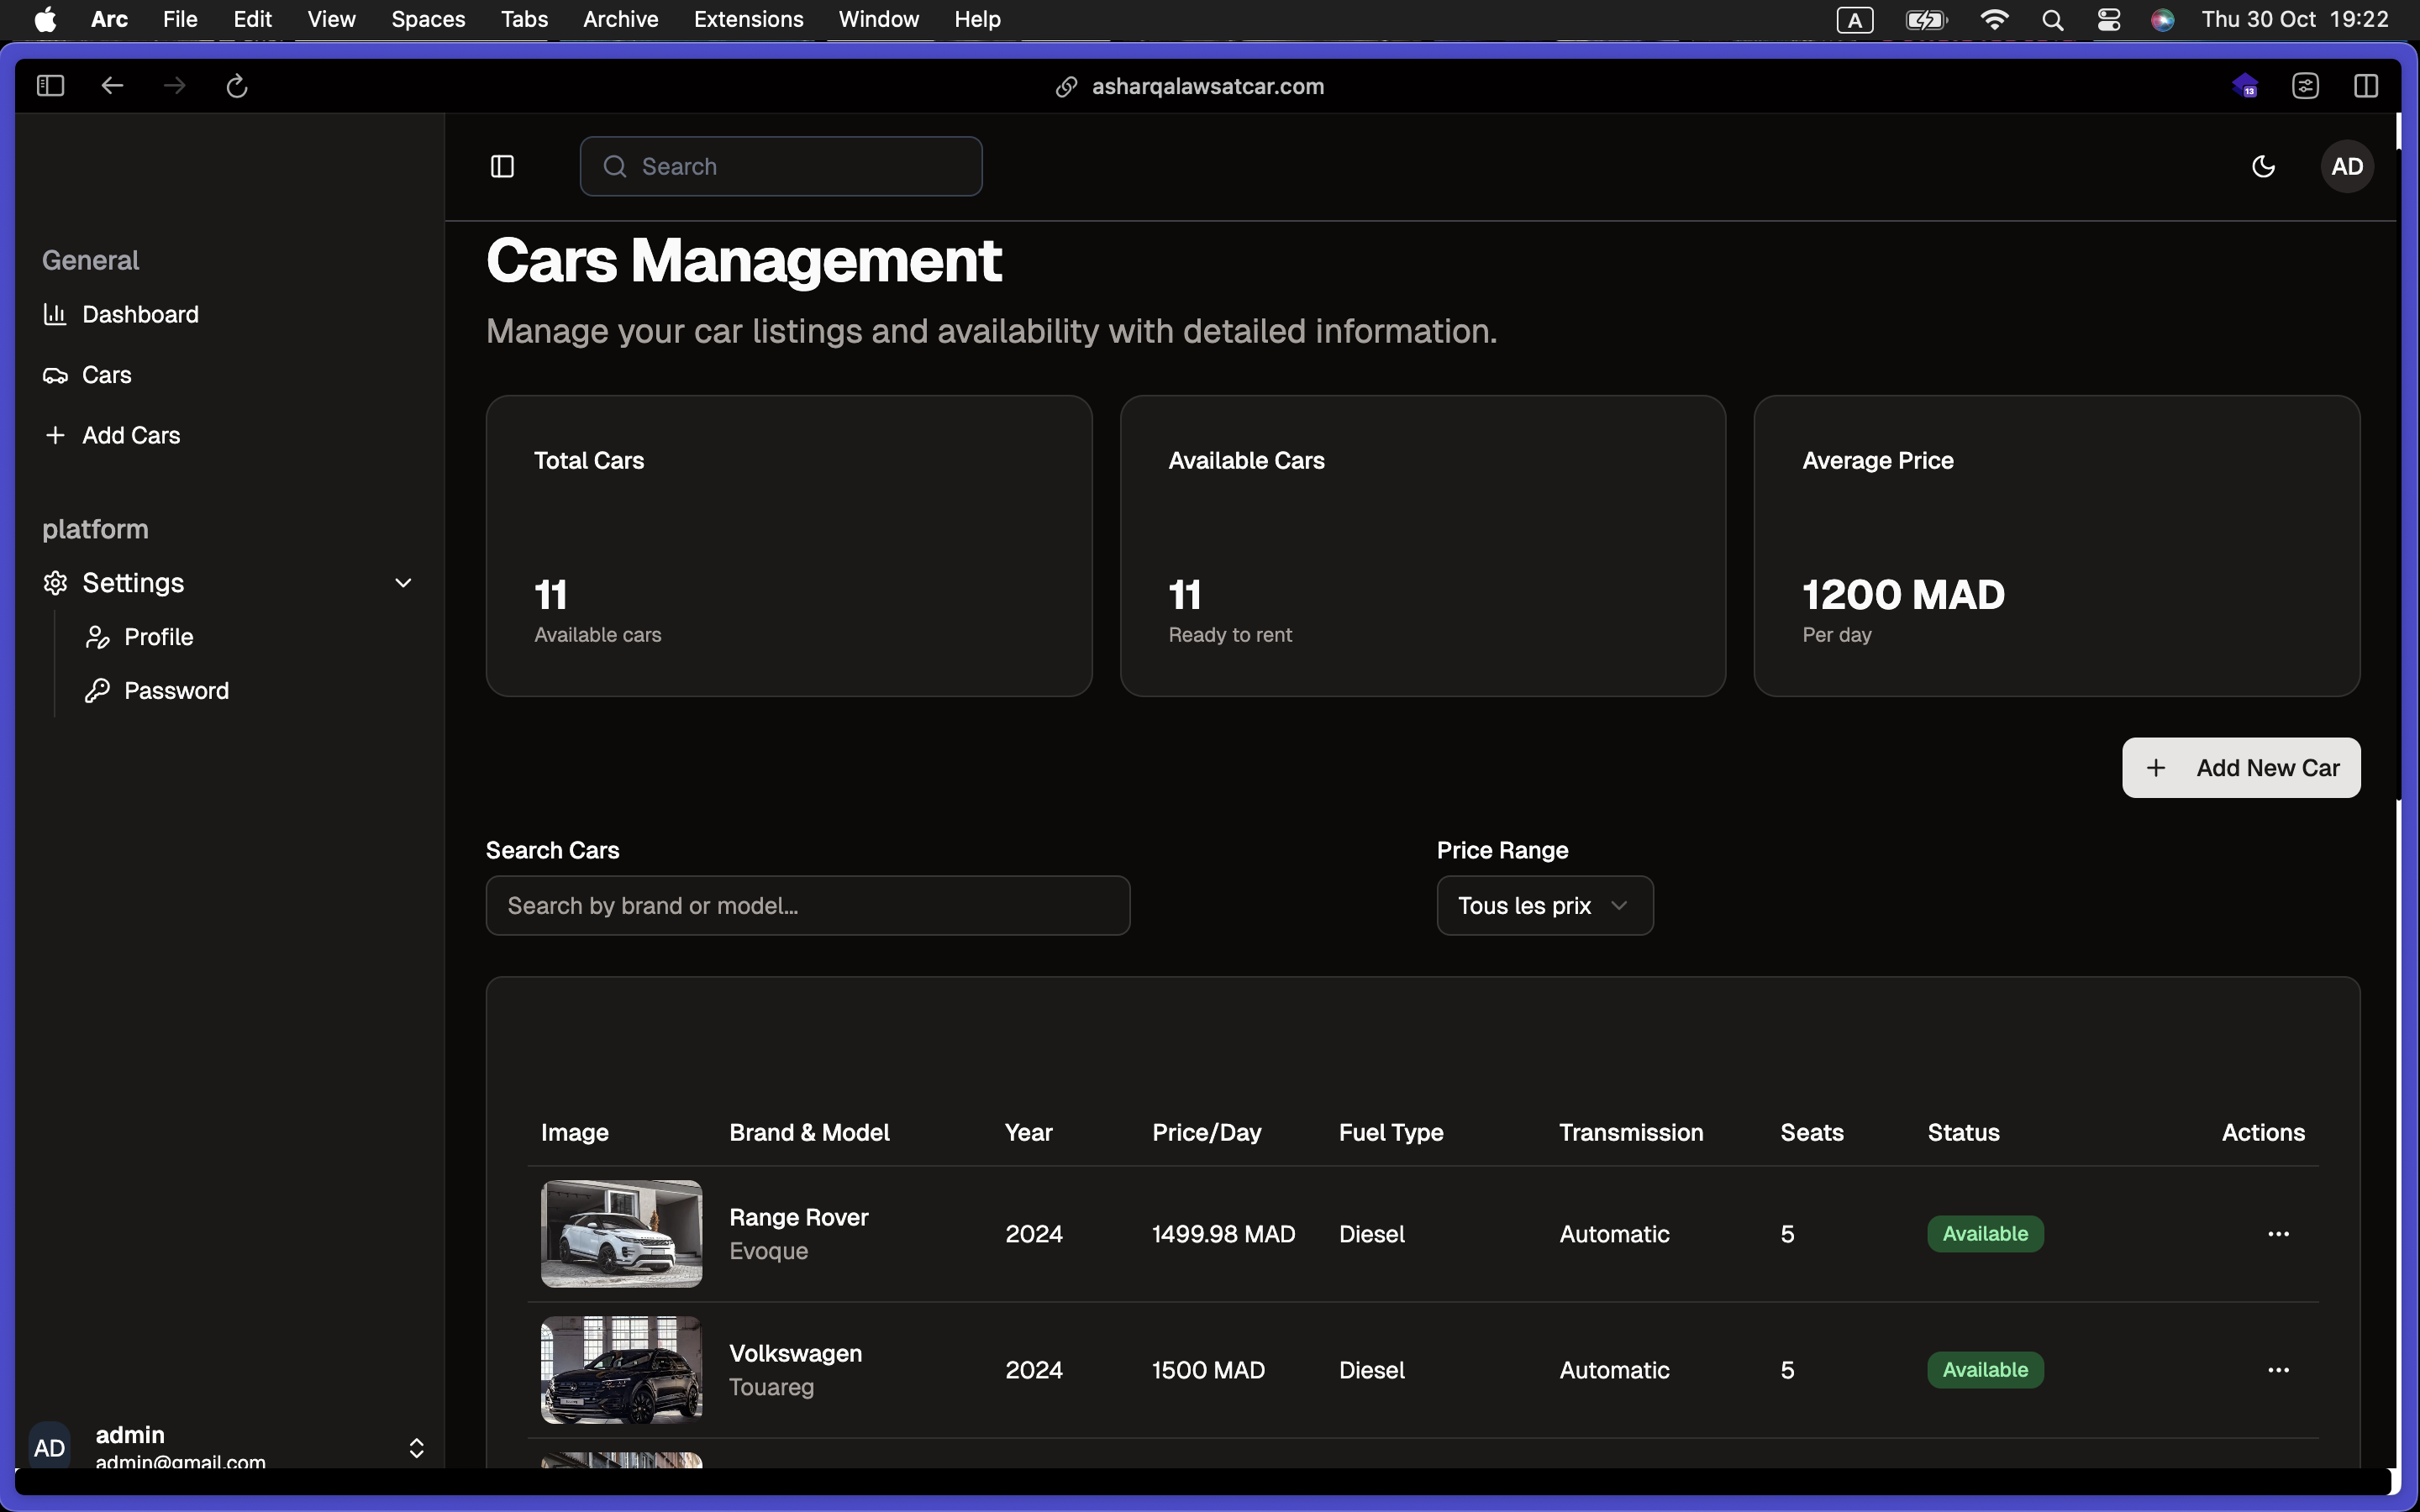 Arc File Edit View Spaces Tabs Archive Extensions Window Help A Thu 30 Oct 19:22
asharqalawsatcar.com 13
Search AD
General
Dashboard
Cars
Add Cars
platform
Settings
Profile
Password
AD admin
admin@gmail.com
Cars Management
Manage your car listings and availability with detailed information.
Total Cars
11
Available cars
Available Cars
11
Ready to rent
Average Price
1200 MAD
Per day
+ Add New Car
Search Cars
Search by brand or model...
Price Range
Tous les prix
Image Brand & Model Year Price/Day Fuel Type Transmission Seats Status Actions
Range Rover
Evoque
2024 1499.98 MAD Diesel Automatic 5 Available ...
Volkswagen
Touareg
2024 1500 MAD Diesel Automatic 5 Available ...